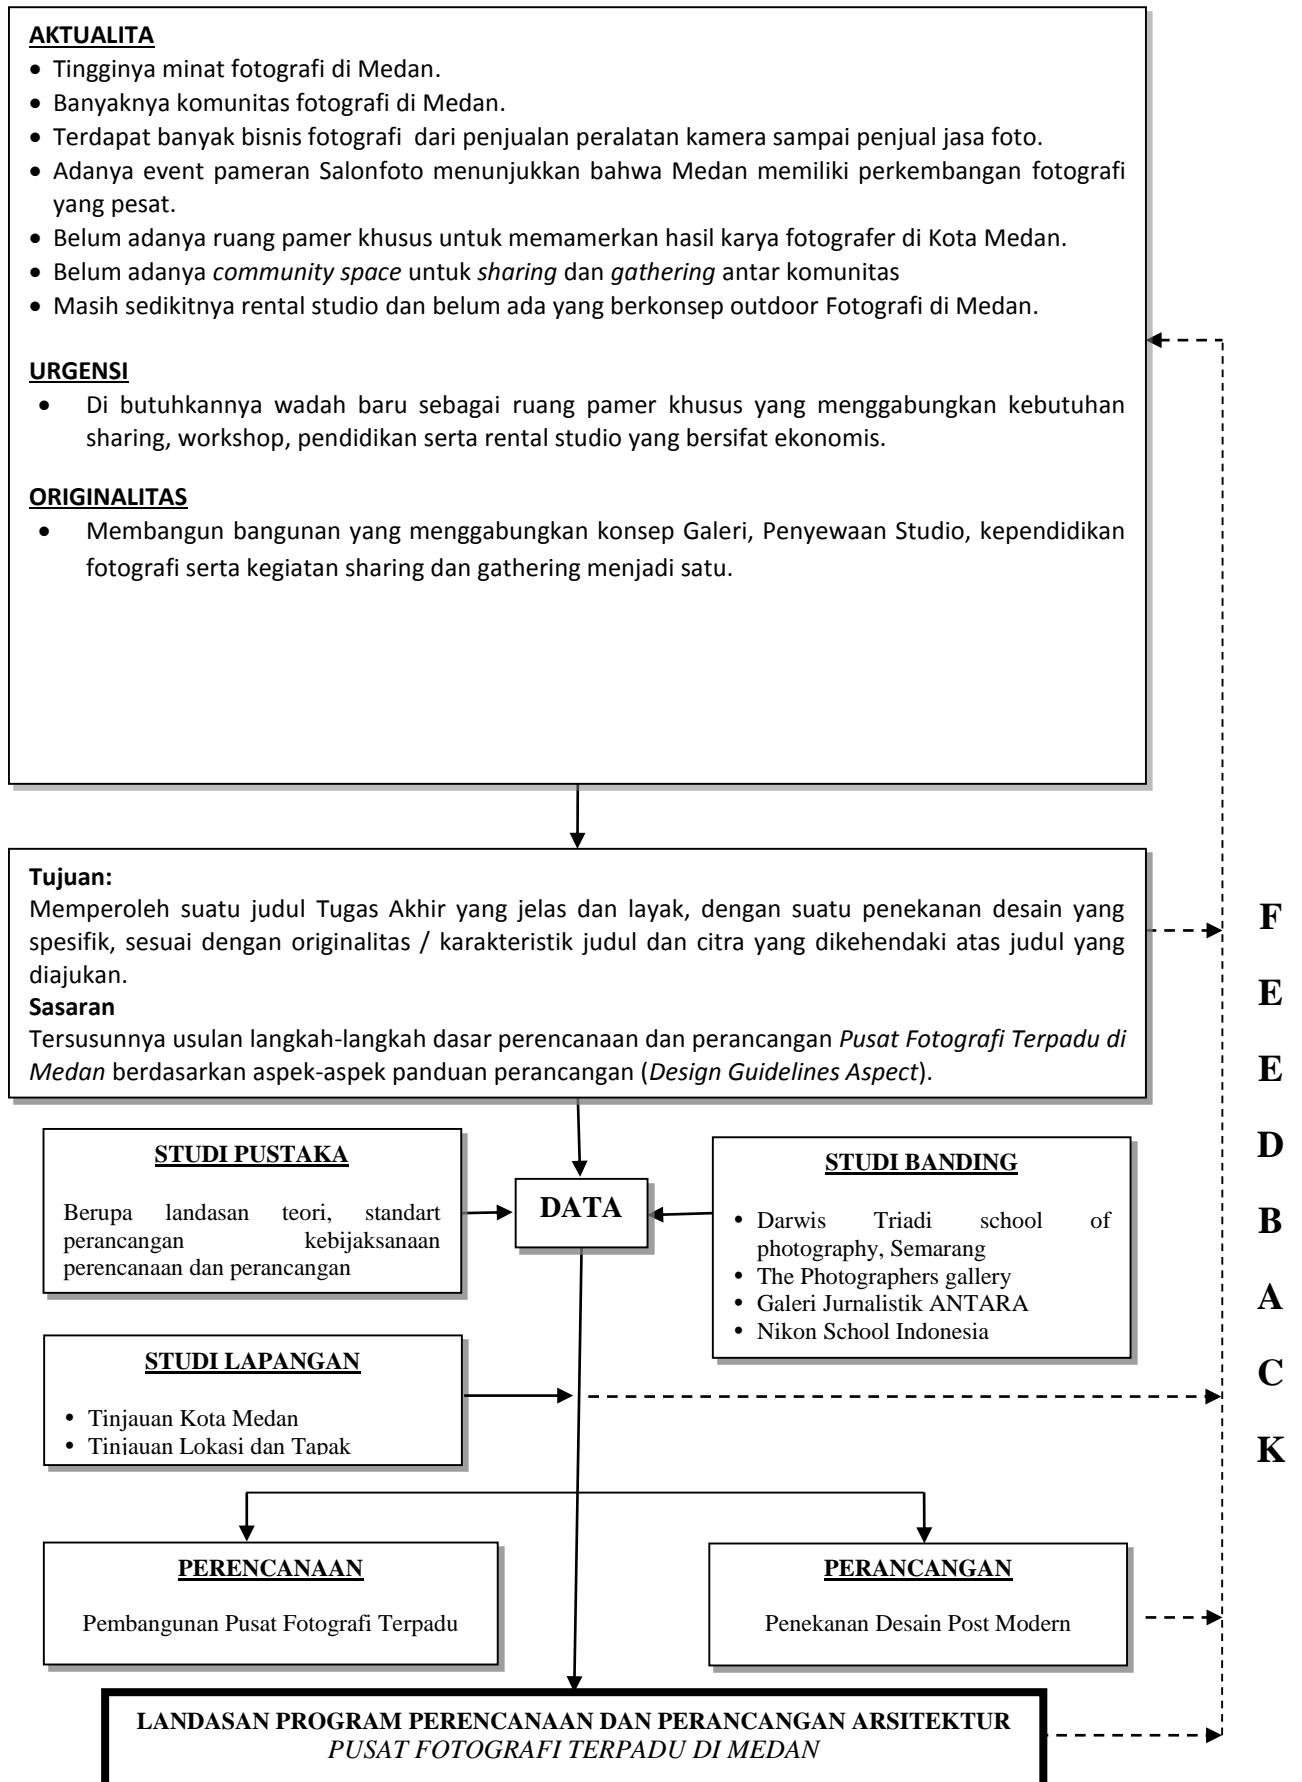 AKTUALITA
• Tingginya minat fotografi di Medan.
• Banyaknya komunitas fotografi di Medan.
• Terdapat banyak bisnis fotografi dari penjualan peralatan kamera sampai penjual jasa foto.
• Adanya event pameran Salonfoto menunjukkan bahwa Medan memiliki perkembangan fotografi
yang pesat.
• Belum adanya ruang pamer khusus untuk memamerkan hasil karya fotografer di Kota Medan.
• Belum adanya community space untuk sharing dan gathering antar komunitas
• Masih sedikitnya rental studio dan belum ada yang berkonsep outdoor Fotografi di Medan.
URGENSI
• Di butuhkannya wadah baru sebagai ruang pamer khusus yang menggabungkan kebutuhan
sharing, workshop, pendidikan serta rental studio yang bersifat ekonomis.
ORIGINALITAS
• Membangun bangunan yang menggabungkan konsep Galeri, Penyewaan Studio, kependidikan
fotografi serta kegiatan sharing dan gathering menjadi satu.
Tujuan:
Memperoleh suatu judul Tugas Akhir yang jelas dan layak, dengan suatu penekanan desain yang
spesifik, sesuai dengan originalitas / karakteristik judul dan citra yang dikehendaki atas judul yang
diajukan.
Sasaran
Tersusunnya usulan langkah-langkah dasar perencanaan dan perancangan Pusat Fotografi Terpadu di
Medan berdasarkan aspek-aspek panduan perancangan (Design Guidelines Aspect).
STUDI PUSTAKA
Berupa landasan teori, standart
perancangan kebijaksanaan
perencanaan dan perancangan
DATA
STUDI BANDING
• Darwis Triadi school of
photography, Semarang
• The Photographers gallery
• Galeri Jurnalistik ANTARA
• Nikon School Indonesia
STUDI LAPANGAN
• Tinjauan Kota Medan
• Tinjauan Lokasi dan Tapak
PERENCANAAN
Pembangunan Pusat Fotografi Terpadu
PERANCANGAN
Penekanan Desain Post Modern
LANDASAN PROGRAM PERENCANAAN DAN PERANCANGAN ARSITEKTUR
PUSAT FOTOGRAFI TERPADU DI MEDAN
F
E
E
D
B
A
C
K